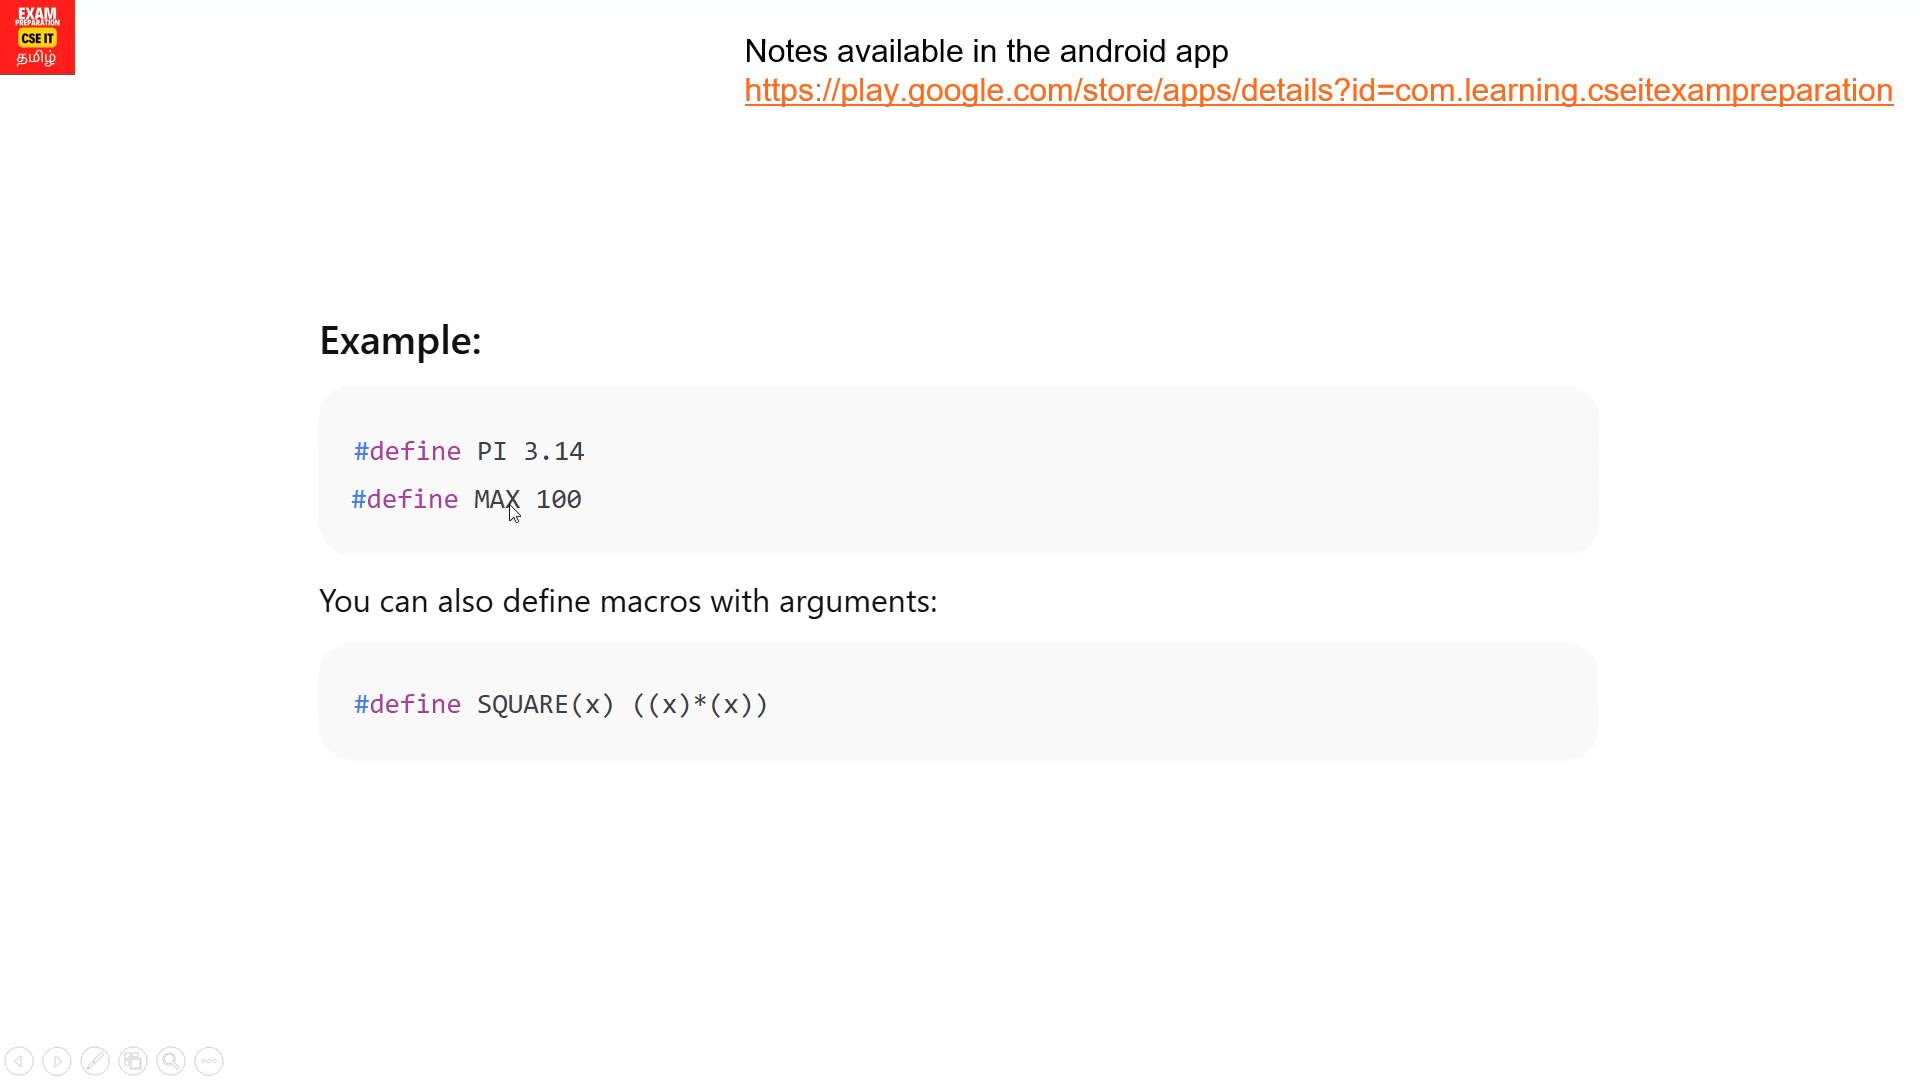 EXAM
PREPARATION
CSE IT
தமிழ்
Notes available in the android app
https://play.google.com/store/apps/details?id=com.learning.cseitexampreparation
Example:
#define PI 3.14
#define MAX 100
You can also define macros with arguments:
#define SQUARE(x) ((x)*(x))